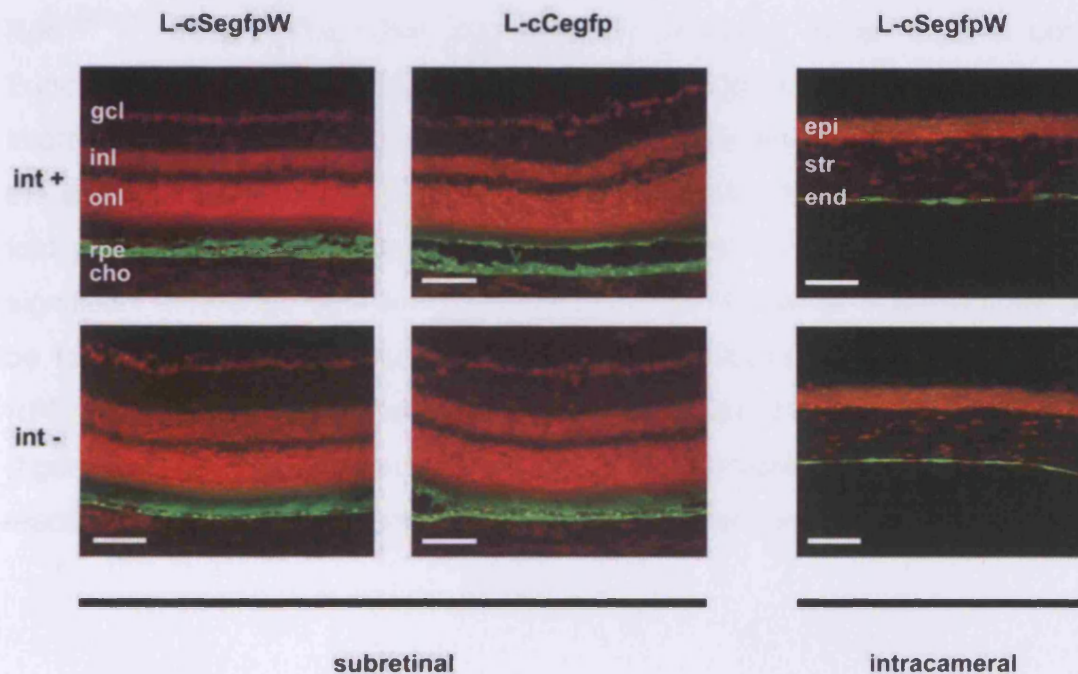 L-cSegfpW L-cCegfp L-cSegfpW
int +
gcl
inl
onl
rpe
cho
epi
str
end
int -
subretinal intracameral